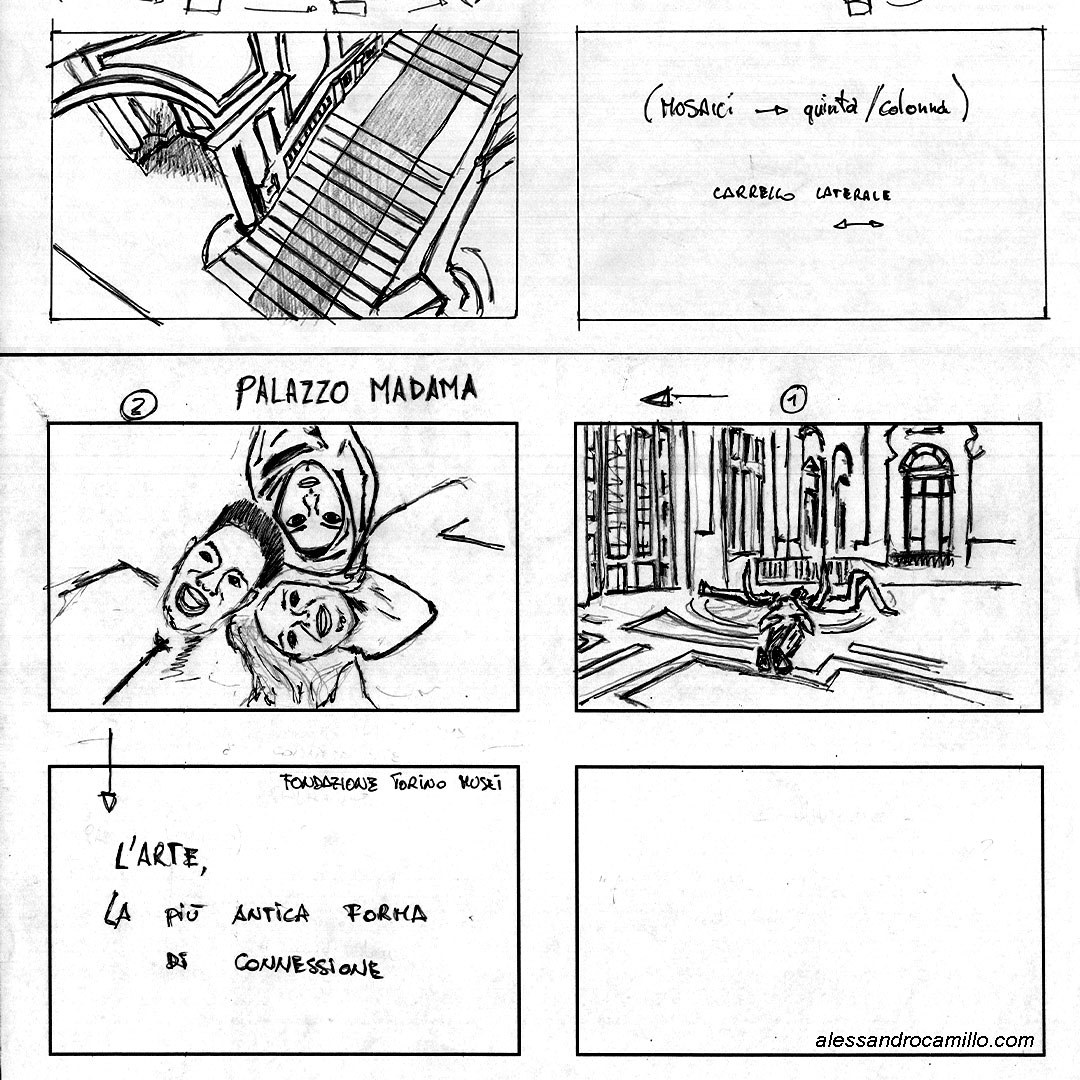 (MOSAICI → quinta/colonna)
CARRELLO LATERALE
PALAZZO MADAMA
2
1
FONDAZIONE TORINO MUSEI
L'ARTE,
LA PIÙ ANTICA FORMA
DI CONNESSIONE
alessandrocamillo.com